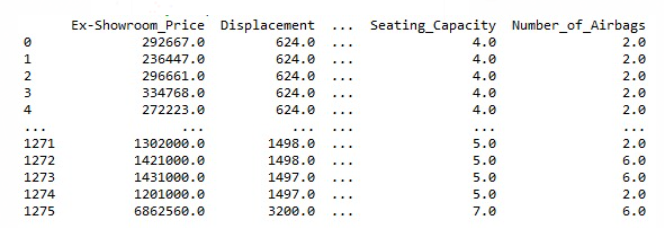 Ex-Showroom_Price Displacement ... Seating_Capacity Number_of_Airbags
0 292667.0 624.0 ... 4.0 2.0
1 236447.0 624.0 ... 4.0 2.0
2 296661.0 624.0 ... 4.0 2.0
3 334768.0 624.0 ... 4.0 2.0
4 272223.0 624.0 ... 4.0 2.0
... ... ... ... ... ...
1271 1302000.0 1498.0 ... 5.0 2.0
1272 1421000.0 1498.0 ... 5.0 6.0
1273 1431000.0 1497.0 ... 5.0 6.0
1274 1201000.0 1497.0 ... 5.0 2.0
1275 6862560.0 3200.0 ... 7.0 6.0